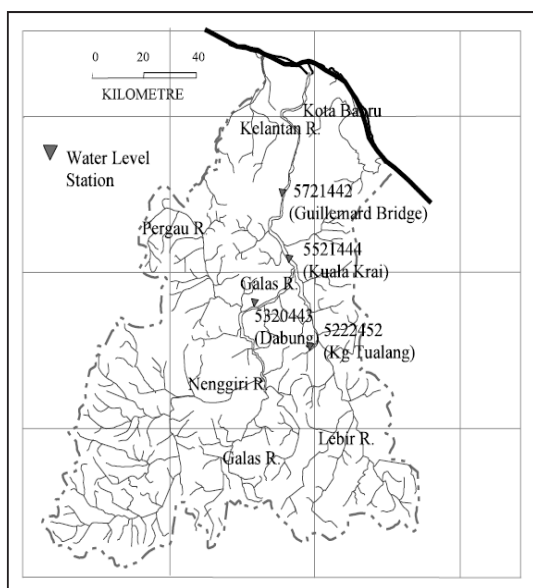 0 20 40
KILOMETRE
Kota Bahru
Kelantan R.
Water Level
Station
5721442
(Guillemard Bridge)
Pergau R.
5521444
(Kuala Krai)
Galas R.
5320443
(Dabung)
5222452
(Kg Tualang)
Nenggiri R.
Lebir R.
Galas R.